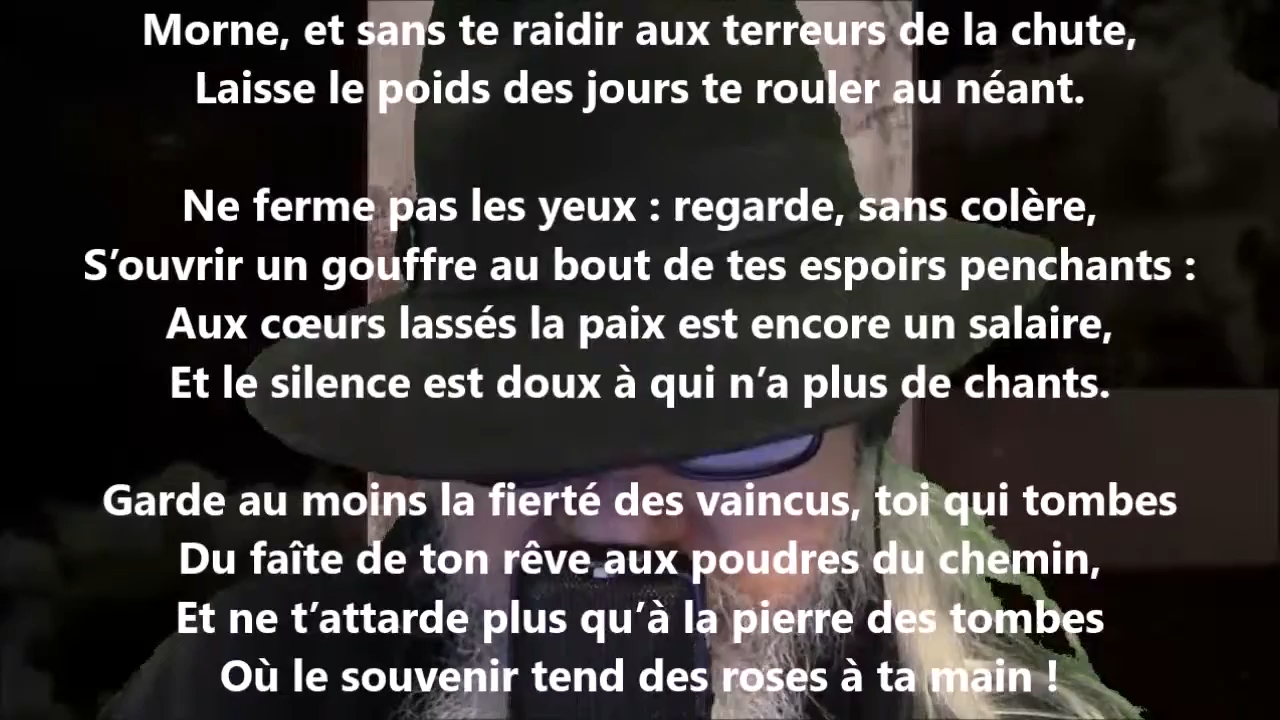 Morne, et sans te raidir aux terreurs de la chute,
Laisse le poids des jours te rouler au néant.
Ne ferme pas les yeux : regarde, sans colère,
S’ouvrir un gouffre au bout de tes espoirs penchants :
Aux cœurs lassés la paix est encore un salaire,
Et le silence est doux à qui n’a plus de chants.
Garde au moins la fierté des vaincus, toi qui tombes
Du faîte de ton rêve aux poudres du chemin,
Et ne t’attarde plus qu’à la pierre des tombes
Où le souvenir tend des roses à ta main !